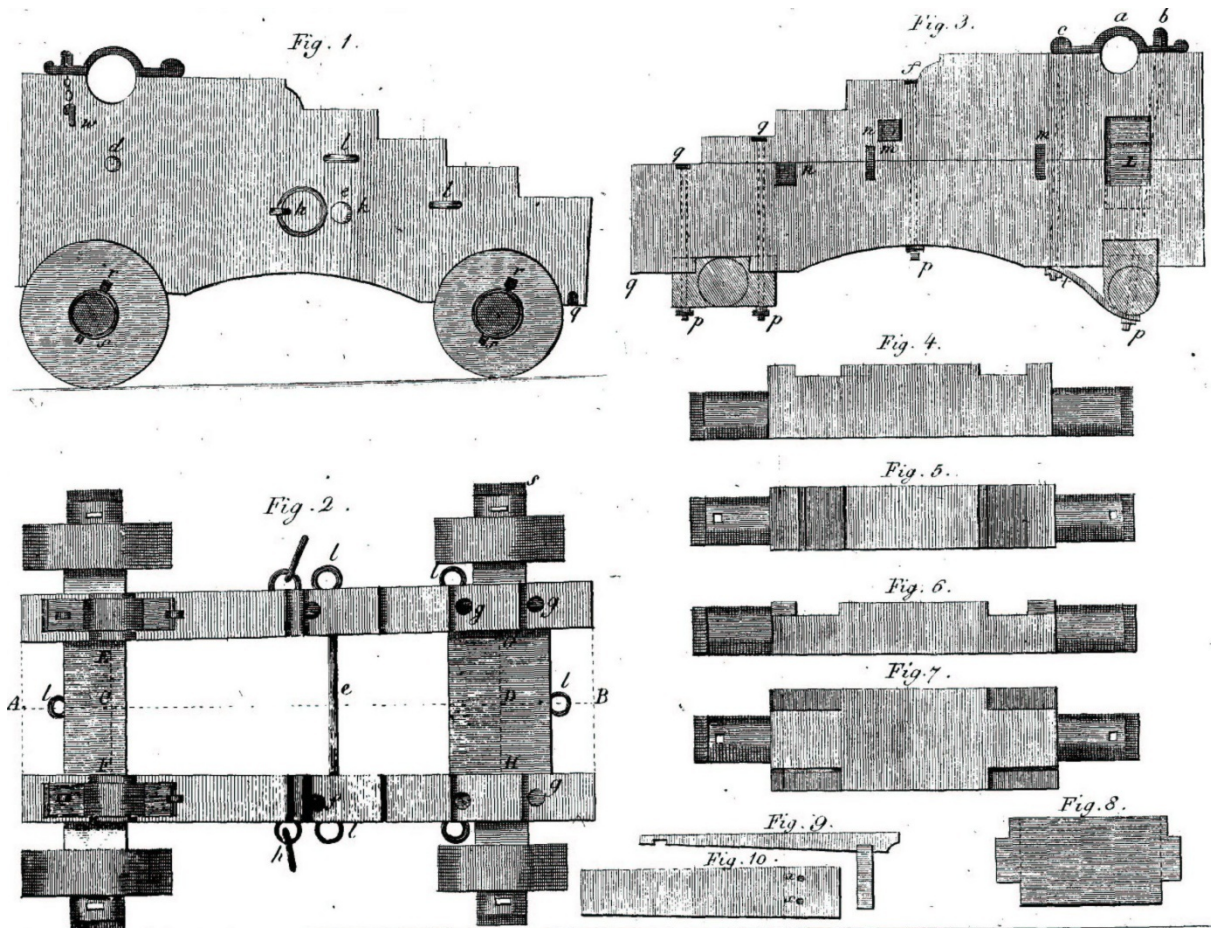 Fig. 1.
w
d
l
h
e
k
l
r
s
r
r
q
Fig. 3.
c
a
b
f
q
q
n
m
n
m
L
q
p
p
p
p
Fig. 4.
Fig. 5.
Fig. 6.
Fig. 7.
Fig. 8.
Fig. 2.
s
l
l
g
g
E
G
A
l
C
e
D
l
B
F
H
g
h
l
Fig. 9.
Fig. 10.
x
x